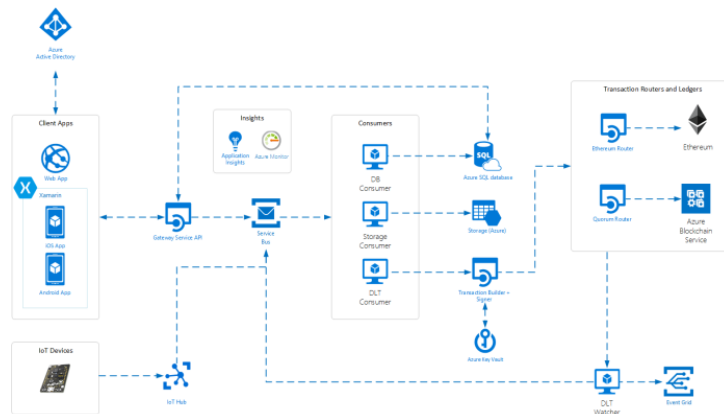 Azure
Active Directory
Client Apps
Web App
Xamarin
iOS App
Android App
IoT Devices
IoT Hub
Gateway Service API
Insights
Application
Insights
Azure Monitor
Service
Bus
Consumers
DB
Consumer
Storage
Consumer
DLT
Consumer
SQL
Azure SQL database
Storage (Azure)
Transaction Builder +
Signer
Azure Key Vault
Transaction Routers and Ledgers
Ethereum Router
Ethereum
Quorum Router
Azure
Blockchain
Service
DLT
Watcher
Event Grid